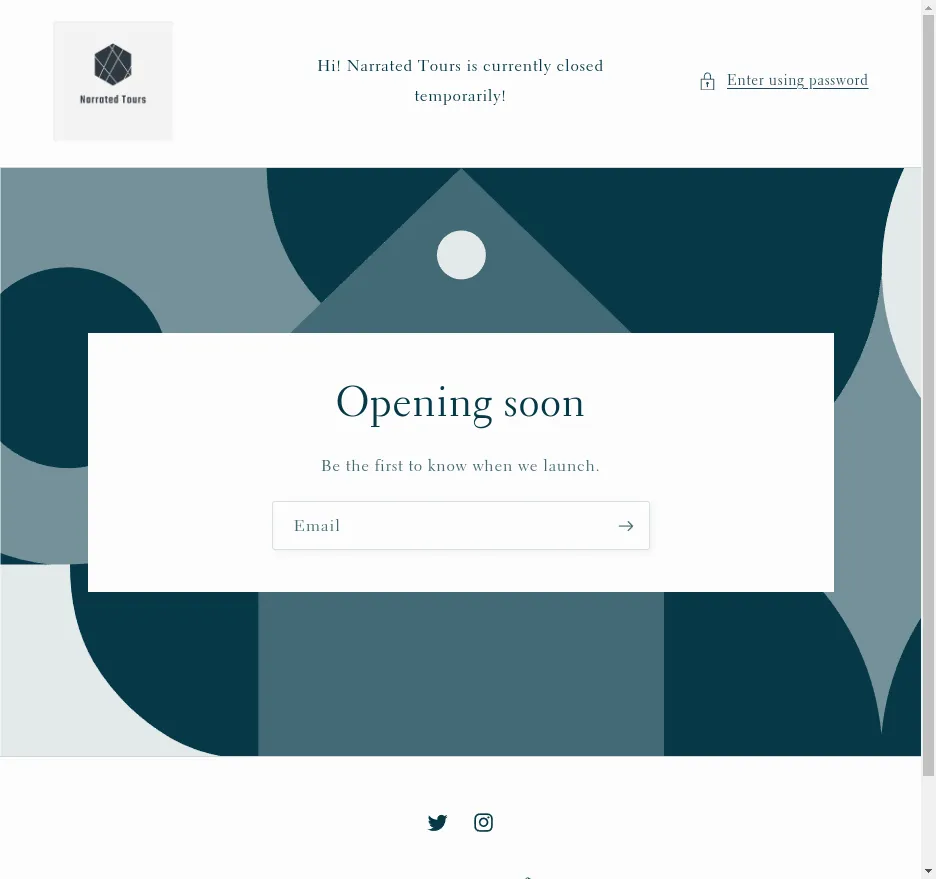 Narrated Tours
Hi! Narrated Tours is currently closed
temporarily!
Enter using password
Opening soon
Be the first to know when we launch.
Email